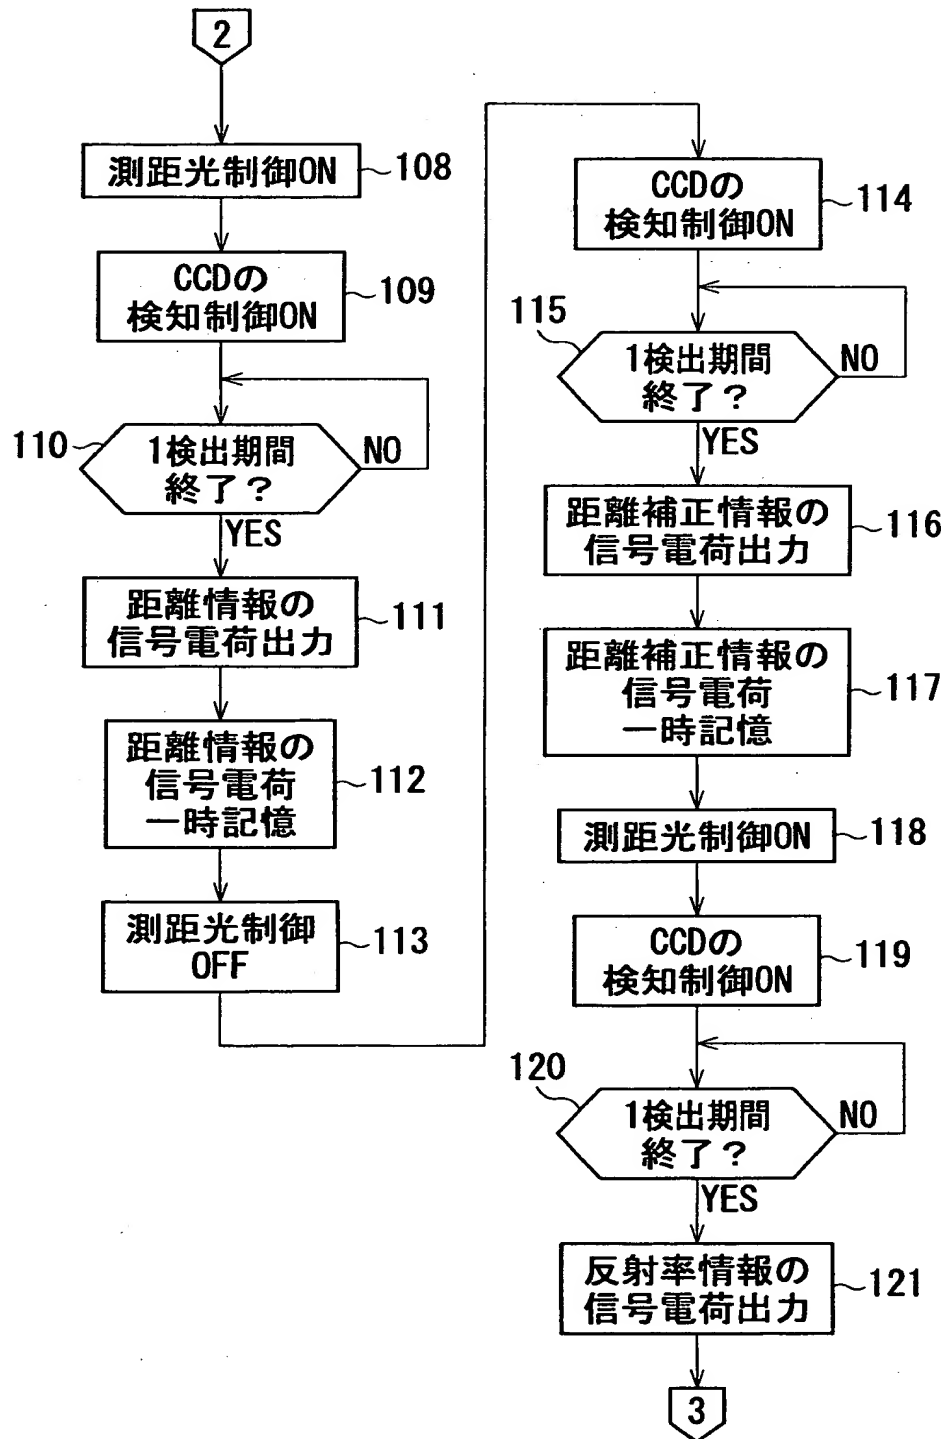 2
測距光制御ON
108
CCDの
検知制御ON
109
110
1検出期間
終了？
NO
YES
距離情報の
信号電荷出力
111
距離情報の
信号電荷
一時記憶
112
測距光制御
OFF
113
CCDの
検知制御ON
114
115
1検出期間
終了？
NO
YES
距離補正情報の
信号電荷出力
116
距離補正情報の
信号電荷
一時記憶
117
測距光制御ON
118
CCDの
検知制御ON
119
120
1検出期間
終了？
NO
YES
反射率情報の
信号電荷出力
121
3